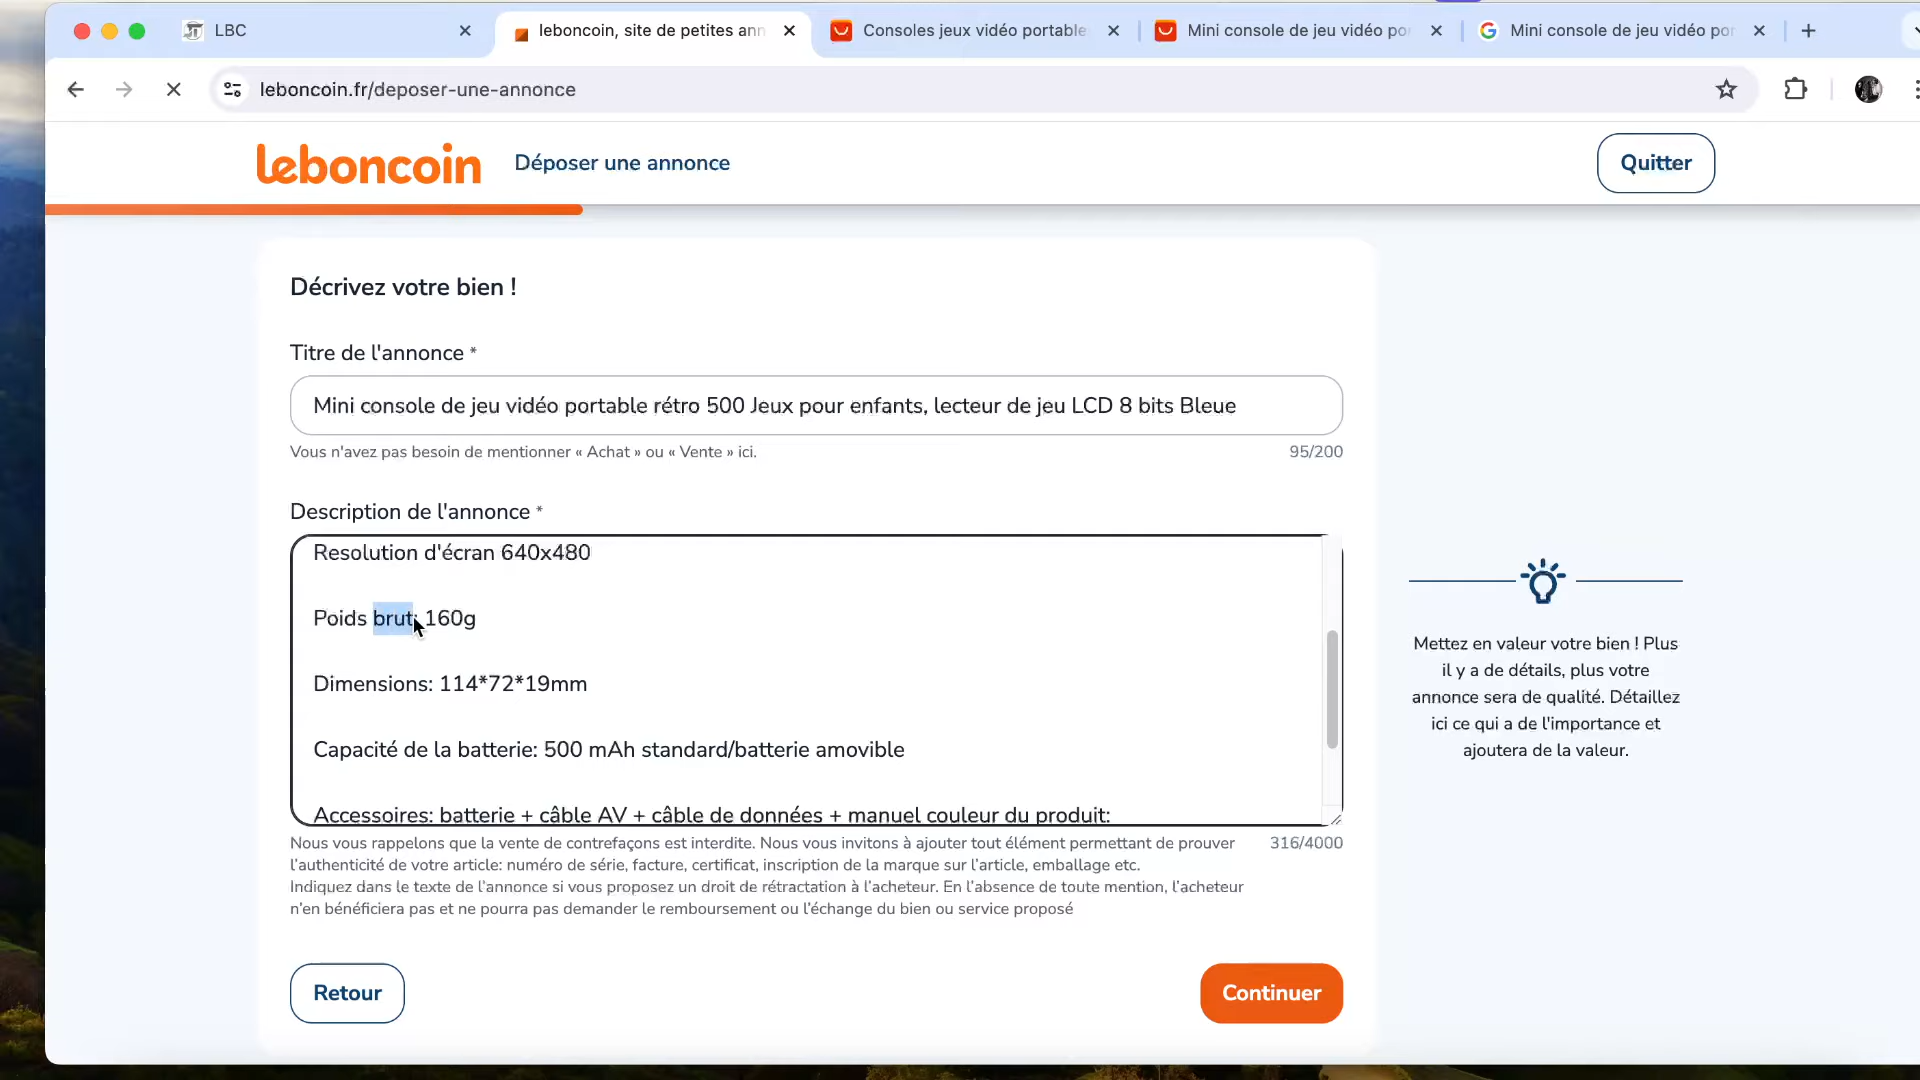 LBC
leboncoin, site de petites ann
Consoles jeux vidéo portable
Mini console de jeu vidéo por
Mini console de jeu vidéo por
leboncoin.fr/deposer-une-annonce
leboncoin
Déposer une annonce
Quitter
Décrivez votre bien !
Titre de l'annonce *
Mini console de jeu vidéo portable rétro 500 Jeux pour enfants, lecteur de jeu LCD 8 bits Bleue
Vous n'avez pas besoin de mentionner « Achat » ou « Vente » ici.
95/200
Description de l'annonce *
Resolution d'écran 640x480
Poids brut: 160g
Dimensions: 114*72*19mm
Capacité de la batterie: 500 mAh standard/batterie amovible
Accessoires: batterie + câble AV + câble de données + manuel couleur du produit:
Nous vous rappelons que la vente de contrefaçons est interdite. Nous vous invitons à ajouter tout élément permettant de prouver
l'authenticité de votre article: numéro de série, facture, certificat, inscription de la marque sur l'article, emballage etc.
Indiquez dans le texte de l'annonce si vous proposez un droit de rétractation à l'acheteur. En l'absence de toute mention, l'acheteur
n'en bénéficiera pas et ne pourra pas demander le remboursement ou l'échange du bien ou service proposé
316/4000
Mettez en valeur votre bien ! Plus
il y a de détails, plus votre
annonce sera de qualité. Détaillez
ici ce qui a de l'importance et
ajoutera de la valeur.
Retour
Continuer